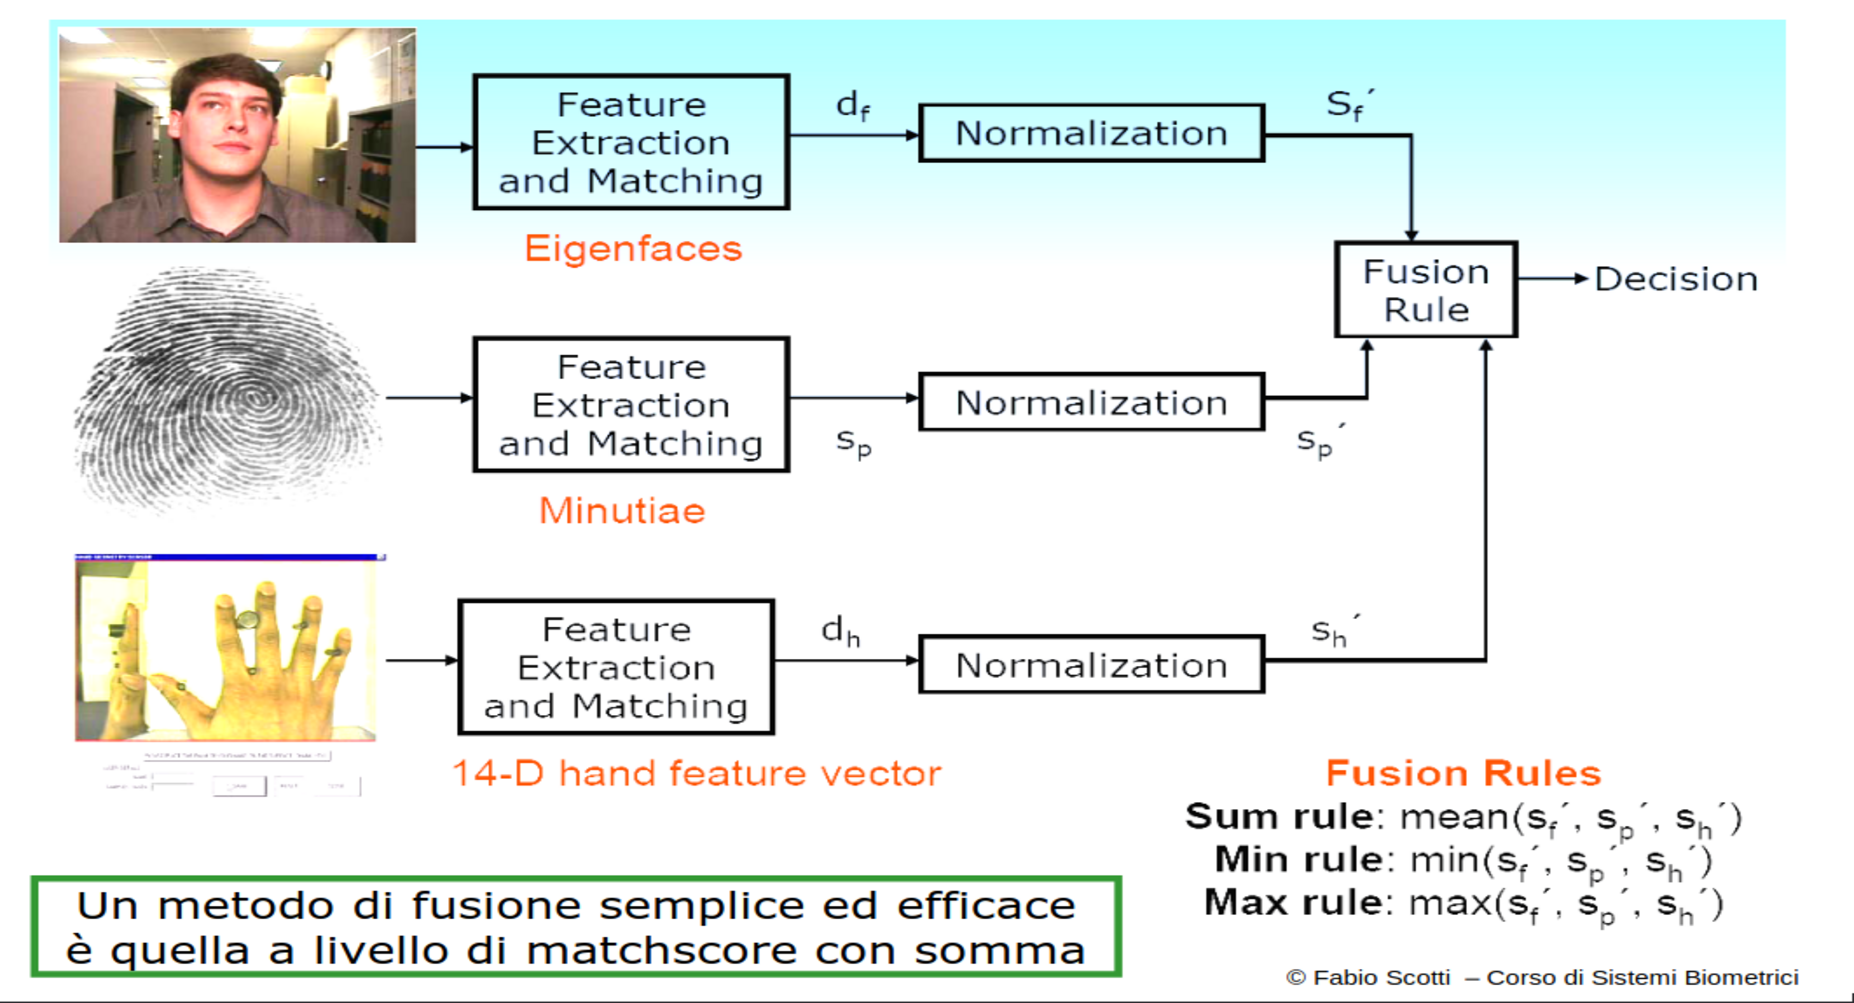 Feature
Extraction
and Matching
d_f
Normalization
S_f´
Eigenfaces
Fusion
Rule
Decision
Feature
Extraction
and Matching
s_p
Normalization
s_p´
Minutiae
Feature
Extraction
and Matching
d_h
Normalization
s_h´
14-D hand feature vector
Fusion Rules
Sum rule: mean(s_f´, s_p´, s_h´)
Min rule: min(s_f´, s_p´, s_h´)
Max rule: max(s_f´, s_p´, s_h´)
Un metodo di fusione semplice ed efficace
è quella a livello di matchscore con somma
© Fabio Scotti – Corso di Sistemi Biometrici